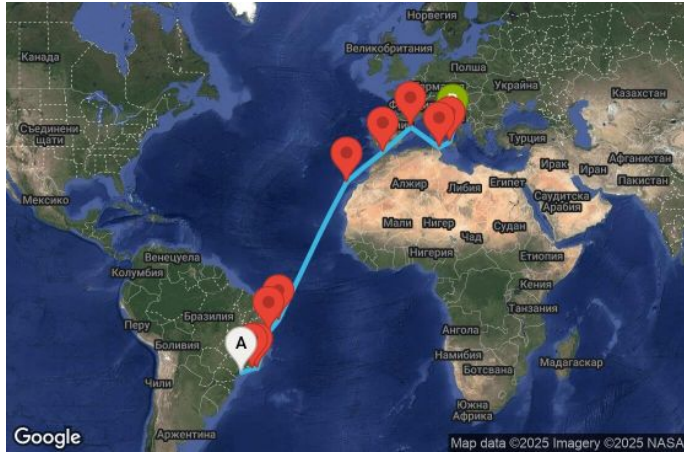 Норвегия
Канада
Великобритания
Полша
Украйна
Казахстан
Съединени
щати
Турция
Мексико
Алжир
Либия
Египет
Ирак
Иран
Афганистан
Пакистан
Саудитска
Арабия
Мали
Нигер
Чад
Судан
Венецуела
Колумбия
Нигерия
Етиопия
Кения
Перу
Бразилия
Танзания
A
Ангола
Боливия
Намибия
Ботсвана
Мадагаскар
Чили
Южна
Африка
Аржентина
Google
Map data ©2025 Imagery ©2025 NASA